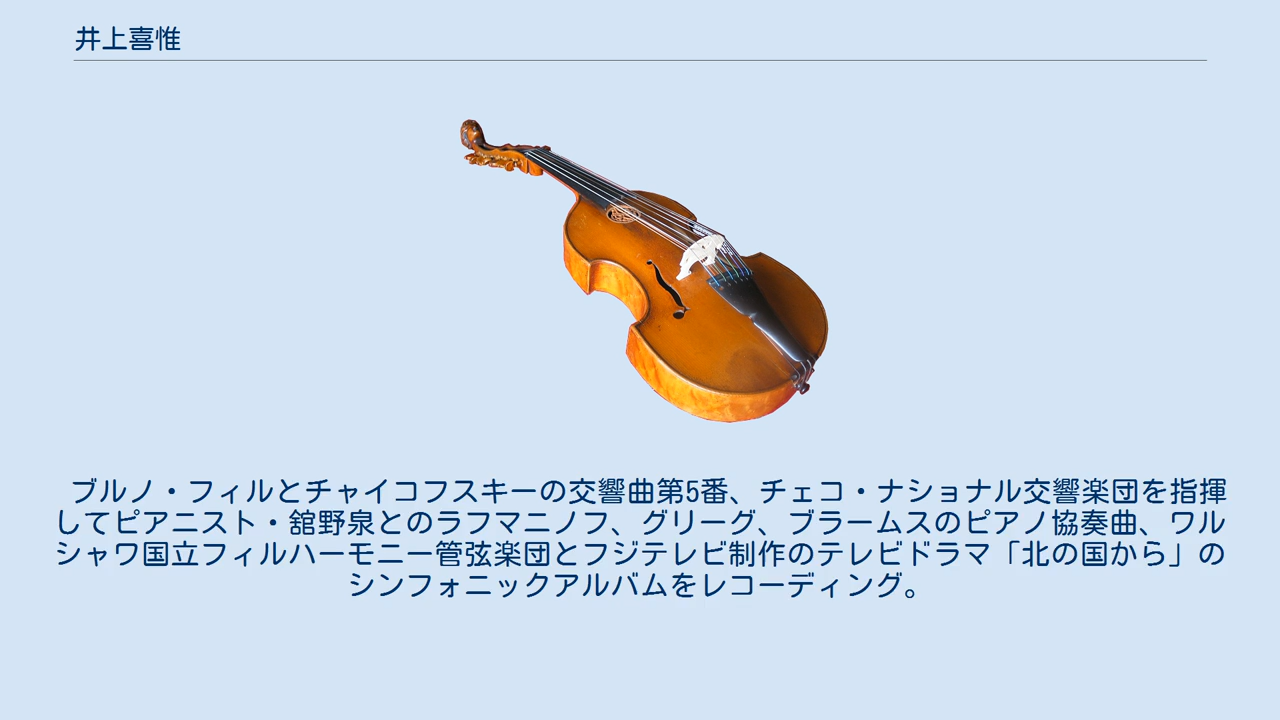 井上喜惟
ブルノ・フィルとチャイコフスキーの交響曲第5番、チェコ・ナショナル交響楽団を指揮
してピアニスト・舘野泉とのラフマニノフ、グリーグ、ブラームスのピアノ協奏曲、ワル
シャワ国立フィルハーモニー管弦楽団とフジテレビ制作のテレビドラマ「北の国から」の
シンフォニックアルバムをレコーディング。